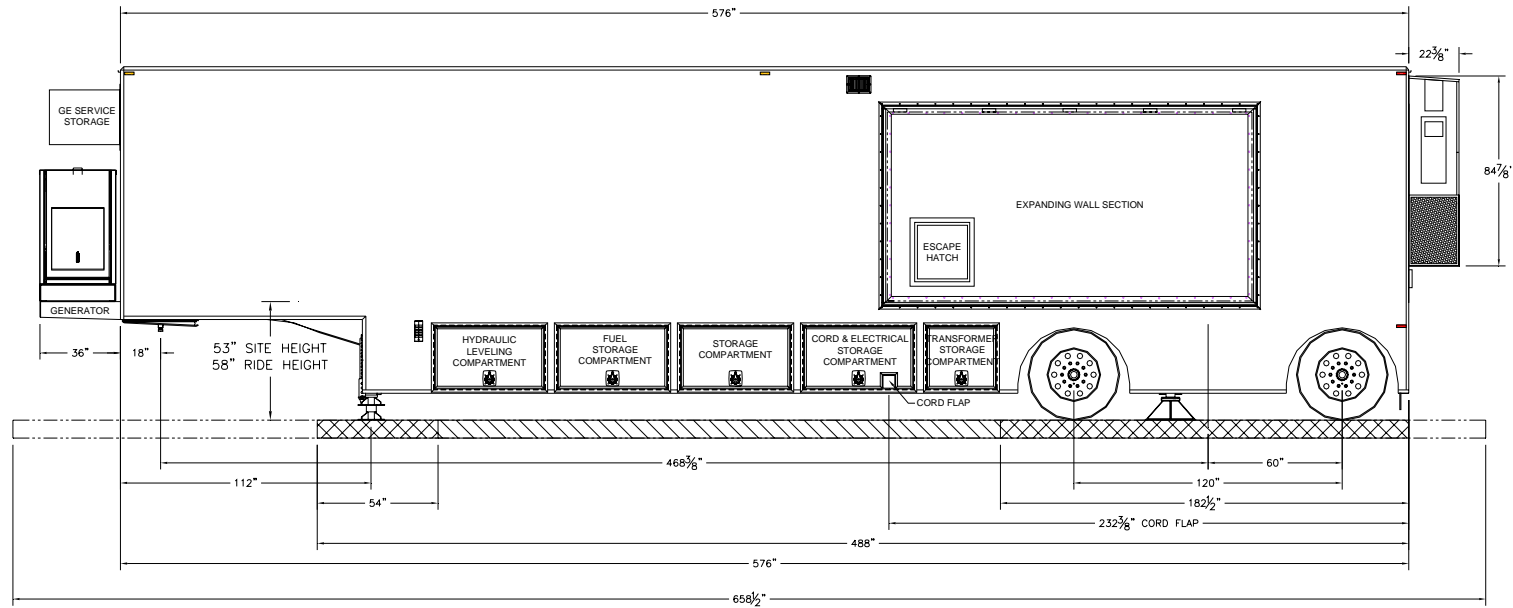 576"
22⅜"
GE SERVICE
STORAGE
84⅞"
EXPANDING WALL SECTION
ESCAPE
HATCH
GENERATOR
36"
18"
53" SITE HEIGHT
58" RIDE HEIGHT
HYDRAULIC
LEVELING
COMPARTMENT
FUEL
STORAGE
COMPARTMENT
STORAGE
COMPARTMENT
CORD & ELECTRICAL
STORAGE
COMPARTMENT
TRANSFORMER
STORAGE
COMPARTMENT
CORD FLAP
468⅜"
60"
112"
120"
54"
182½"
232⅜" CORD FLAP
488"
576"
658½"